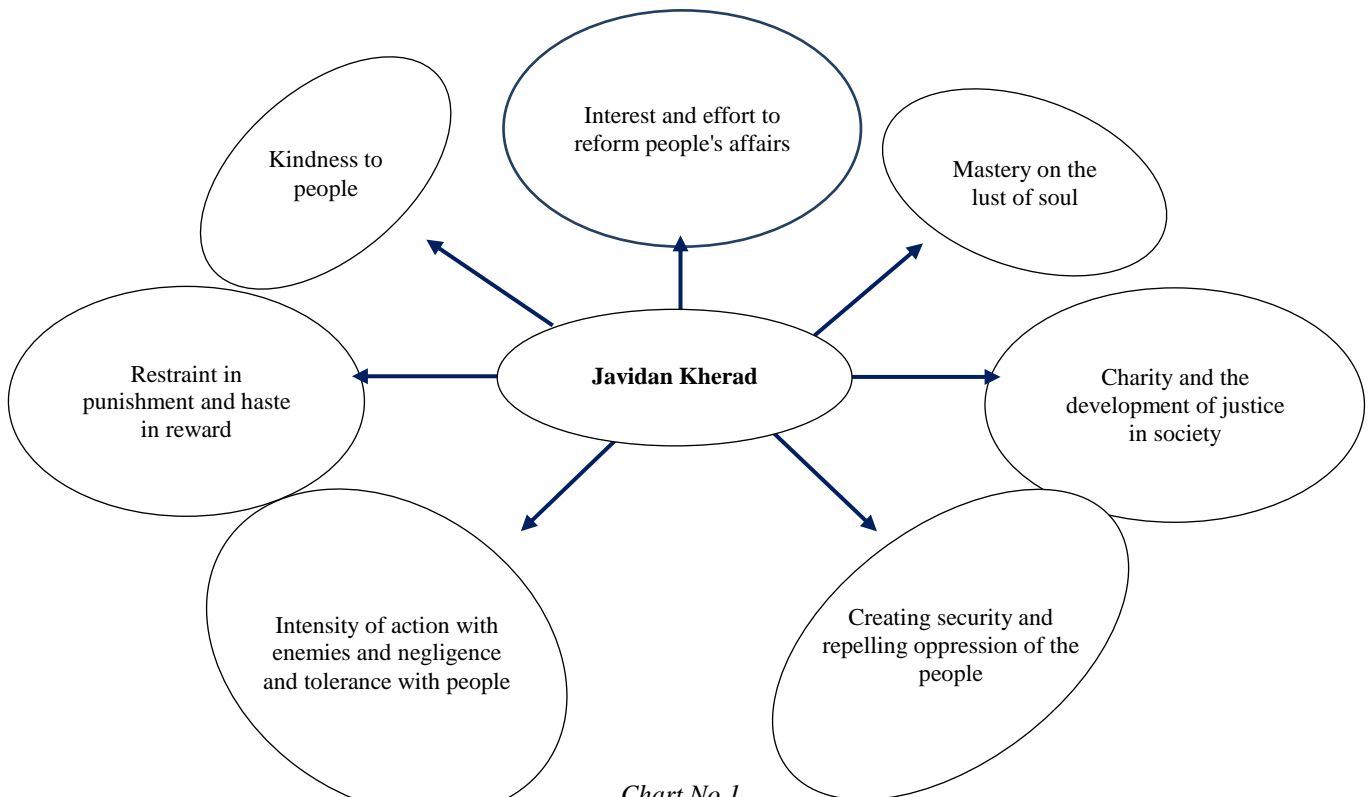 Interest and effort to
reform people's affairs
Kindness to
people
Mastery on the
lust of soul
Restraint in
punishment and haste
in reward
Javidan Kherad
Charity and the
development of justice
in society
Intensity of action with
enemies and negligence
and tolerance with people
Creating security and
repelling oppression of the
people
Chart No 1